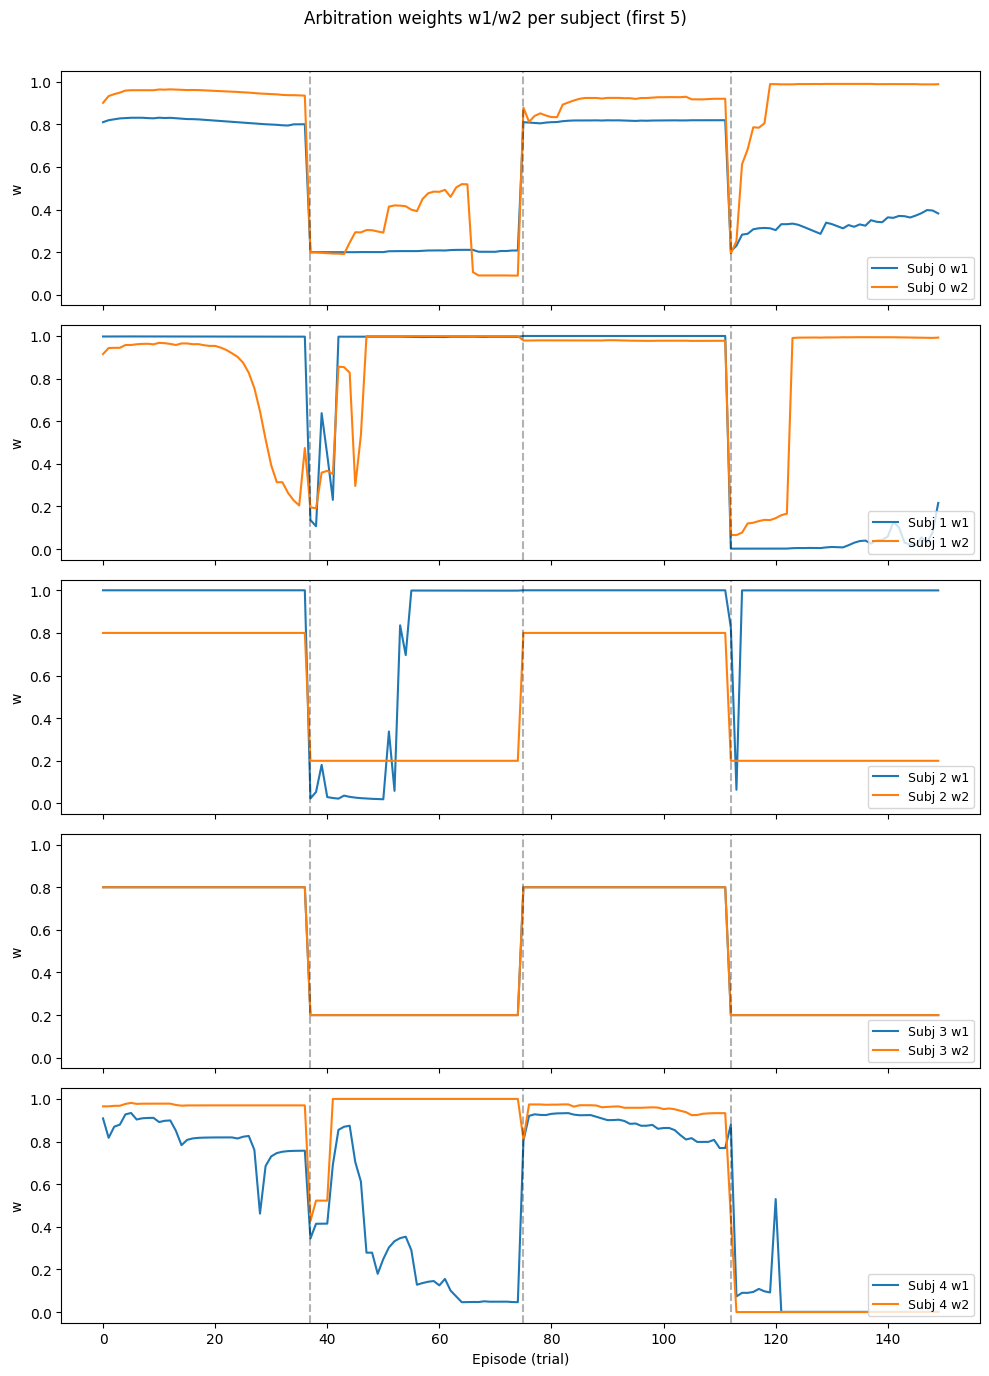 Arbitration weights w1/w2 per subject (first 5)
1.0
0.8
0.6
0.4
0.2
0.0
w
Subj 0 w1
Subj 0 w2
1.0
0.8
0.6
0.4
0.2
0.0
w
Subj 1 w1
Subj 1 w2
1.0
0.8
0.6
0.4
0.2
0.0
w
Subj 2 w1
Subj 2 w2
1.0
0.8
0.6
0.4
0.2
0.0
w
Subj 3 w1
Subj 3 w2
1.0
0.8
0.6
0.4
0.2
0.0
w
Subj 4 w1
Subj 4 w2
0 20 40 60 80 100 120 140
Episode (trial)